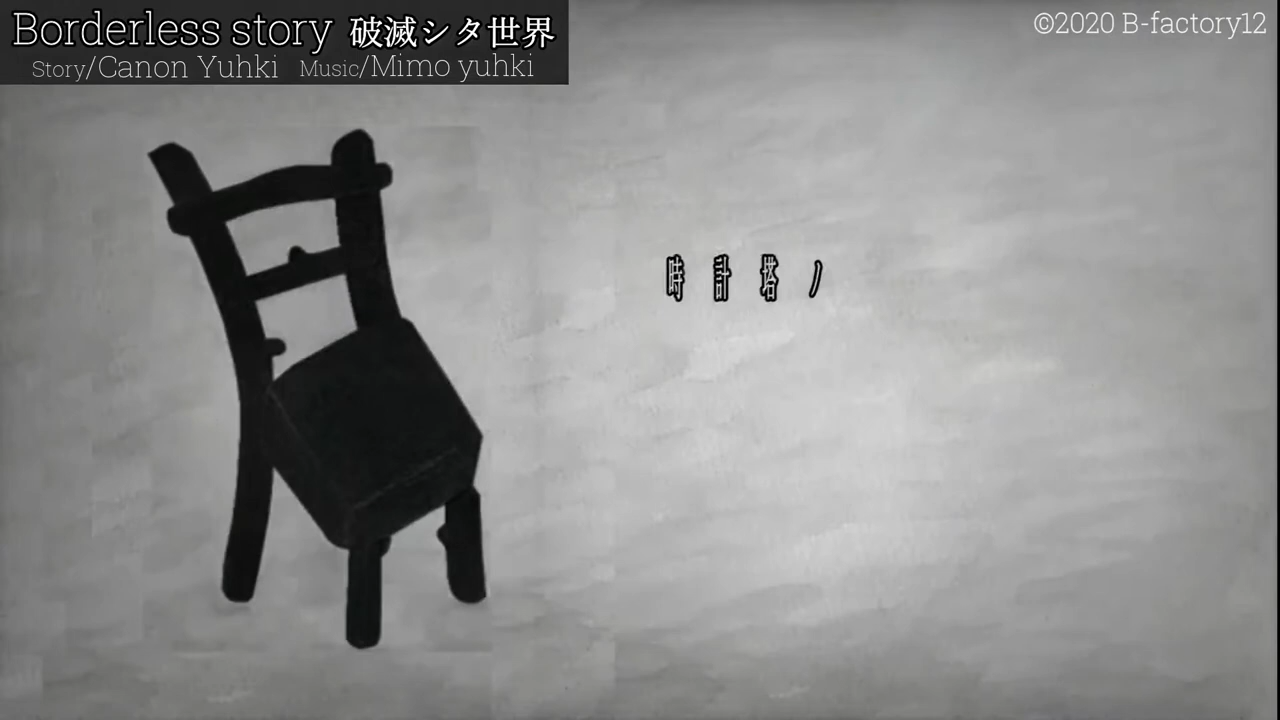 Borderless story 破滅シタ世界
Story/Canon Yuhki Music/Mimo yuhki
©2020 B-factory12
時計塔ノ